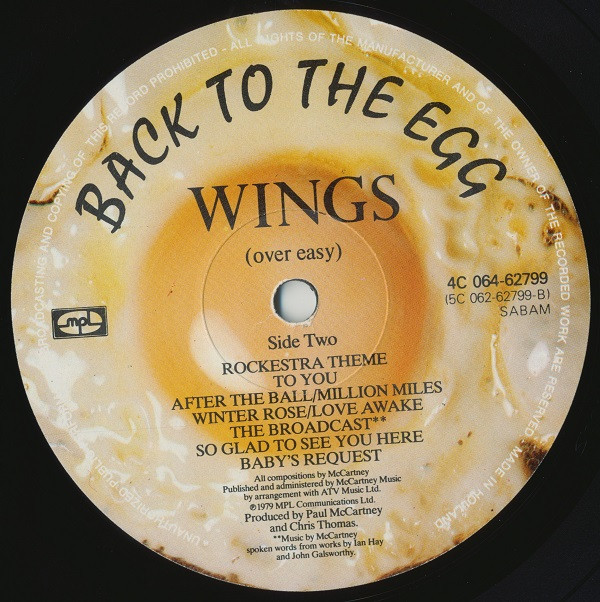 BACK TO THE EGG
WINGS
(over easy)
4C 064-62799
(5C 062-62799-B)
SABAM
mpl
Side Two
ROCKESTRA THEME
TO YOU
AFTER THE BALL/MILLION MILES
WINTER ROSE/LOVE AWAKE
THE BROADCAST**
SO GLAD TO SEE YOU HERE
BABY'S REQUEST
All compositions by McCartney
Published and administered by McCartney Music
by arrangement with ATV Music Ltd.
℗1979 MPL Communications Ltd.
Produced by Paul McCartney
and Chris Thomas.
**Music by McCartney
spoken words from works by Ian Hay
and John Galsworthy.
BROADCASTING AND COPYING OF THIS RECORD PROHIBITED - ALL RIGHTS OF THE MANUFACTURER AND OF THE OWNER OF THE RECORDED WORK ARE RESERVED
MADE IN HOLLAND
* UNAUTHORIZED